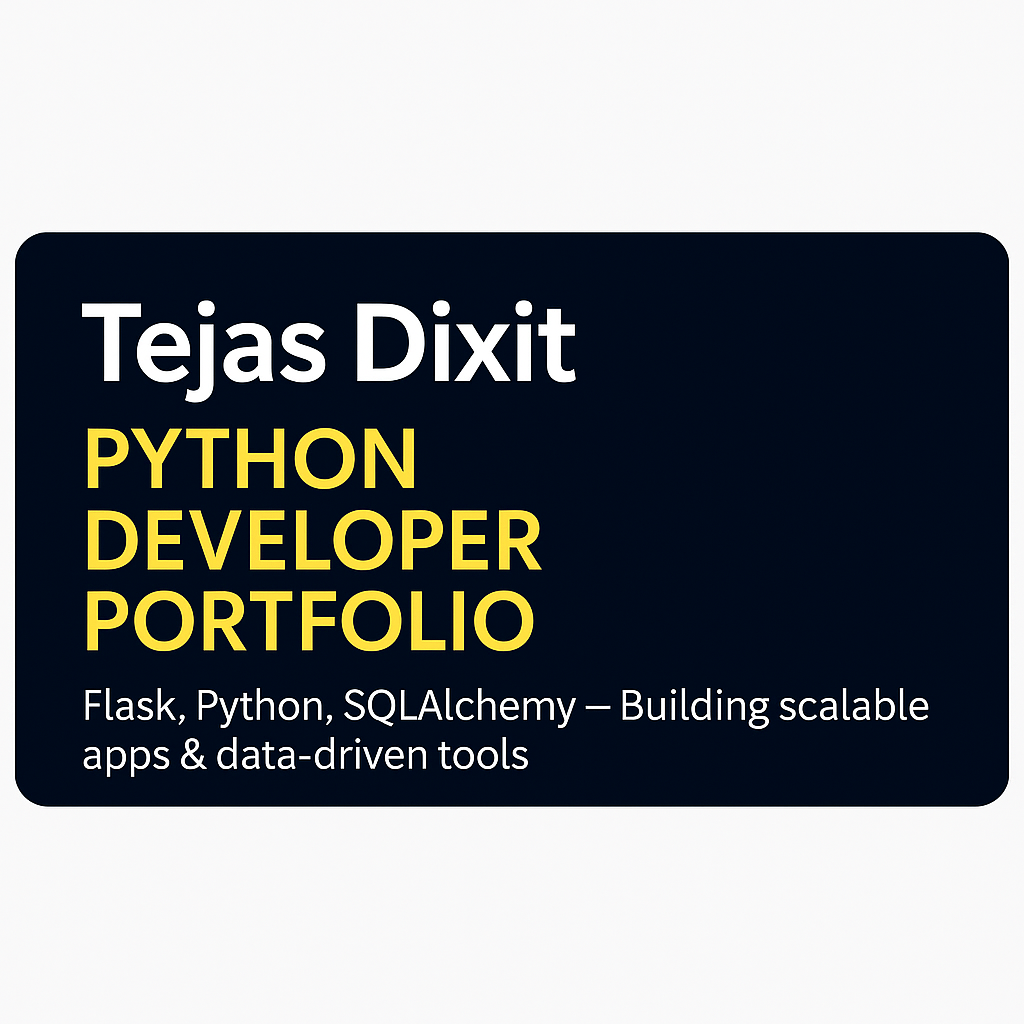 Tejas Dixit
PYTHON
DEVELOPER
PORTFOLIO
Flask, Python, SQLAlchemy – Building scalable
apps & data-driven tools